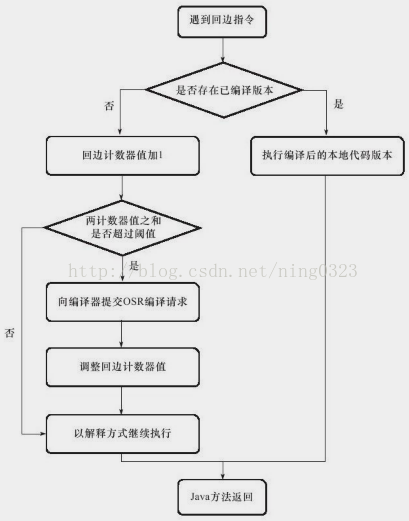 遇到回边指令
是否存在已编译版本
否
是
回边计数器值加1
执行编译后的本地代码版本
两计数器值之和
是否超过阈值
http://blog.csdn.net/ning0323
是
向编译器提交OSR编译请求
否
调整回边计数器值
以解释方式继续执行
Java方法返回